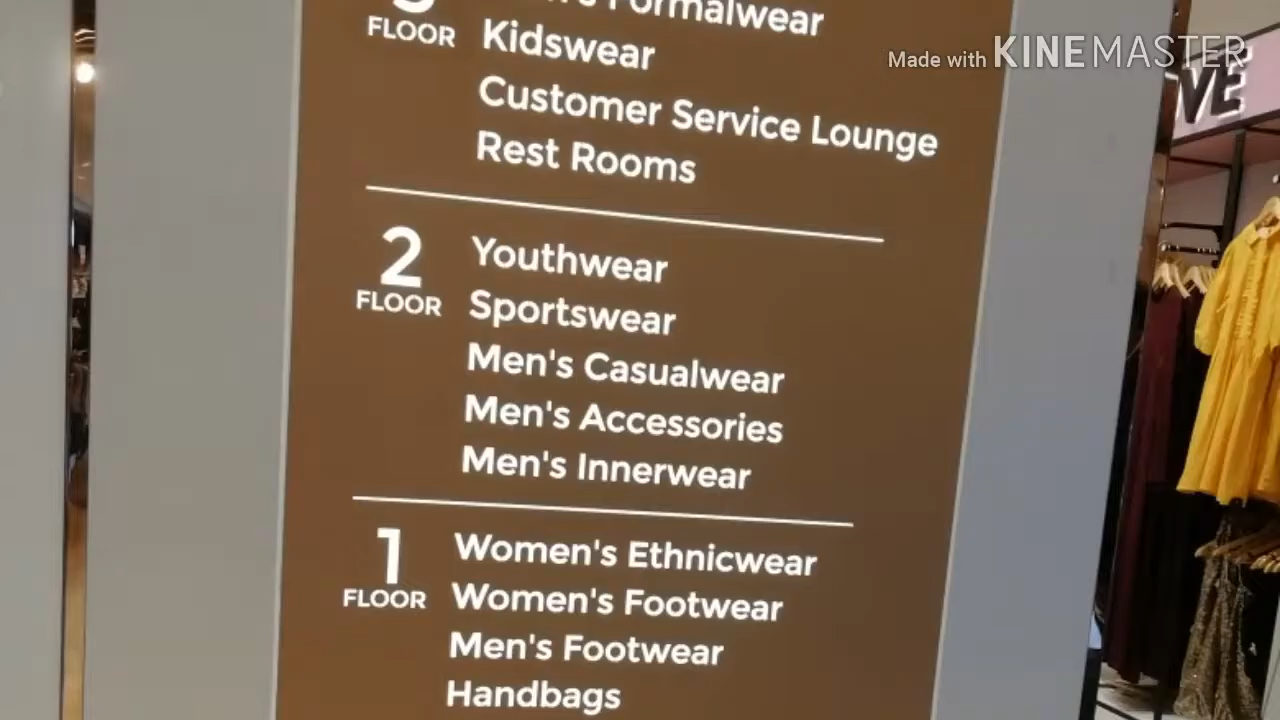 Formalwear
FLOOR Kidswear
Customer Service Lounge
Rest Rooms
2 FLOOR
Youthwear
Sportswear
Men's Casualwear
Men's Accessories
Men's Innerwear
1 FLOOR
Women's Ethnicwear
Women's Footwear
Men's Footwear
Handbags
Made with KINEMASTER